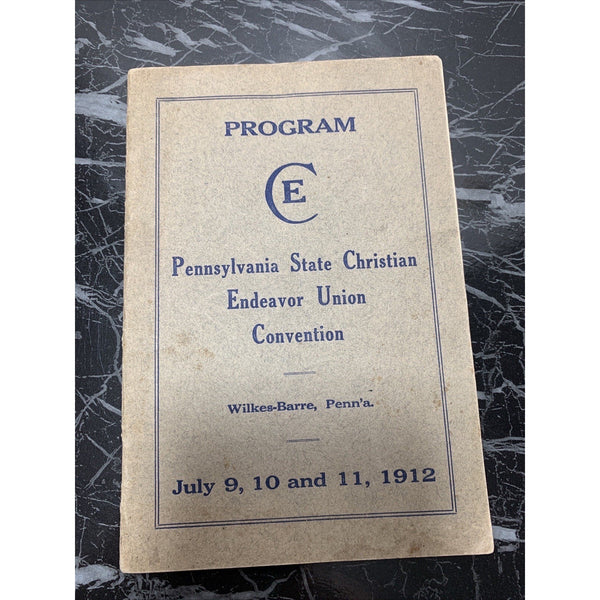 PROGRAM
CE
Pennsylvania State Christian
Endeavor Union
Convention
Wilkes-Barre, Penn'a.
July 9, 10 and 11, 1912